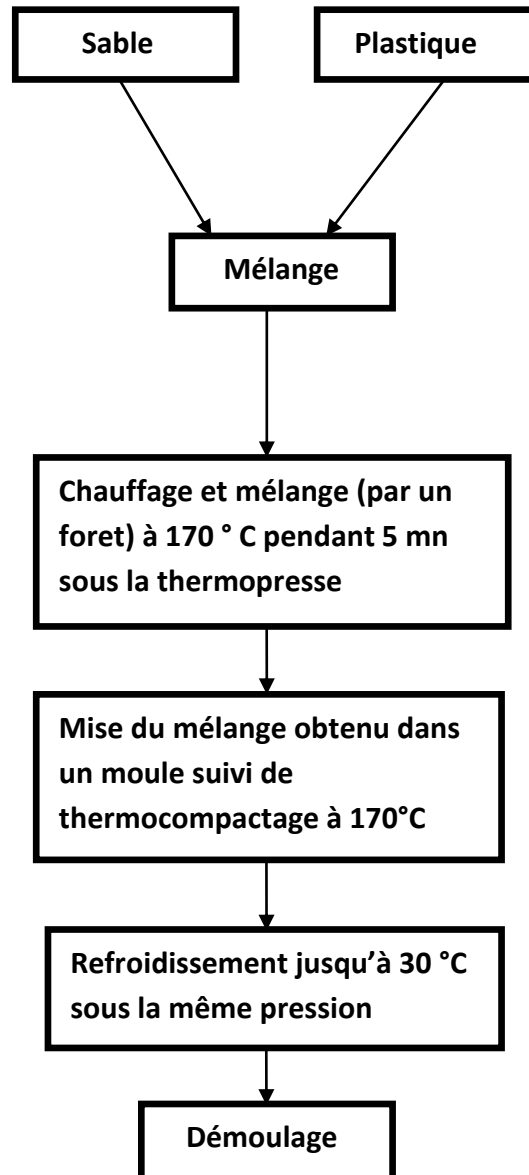 Sable
Plastique
Mélange
Chauffage et mélange (par un
foret) à 170 ° C pendant 5 mn
sous la thermopresse
Mise du mélange obtenu dans
un moule suivi de
thermocompactage à 170°C
Refroidissement jusqu’à 30 °C
sous la même pression
Démoulage